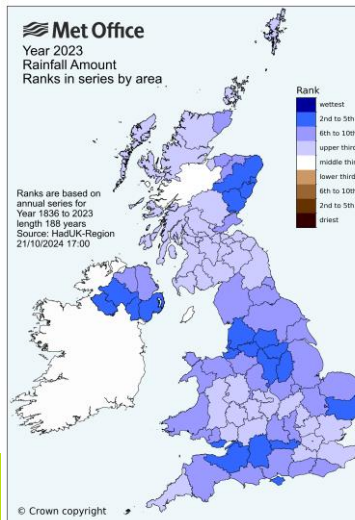 Met Office
Year 2023
Rainfall Amount
Ranks in series by area
Rank
wettest
2nd to 5th
6th to 10th
upper third
middle third
lower third
6th to 10th
2nd to 5th
driest
Ranks are based on
annual series for
Year 1836 to 2023
length 188 years
Source: HadUK-Region
21/10/2024 17:00
© Crown copyright